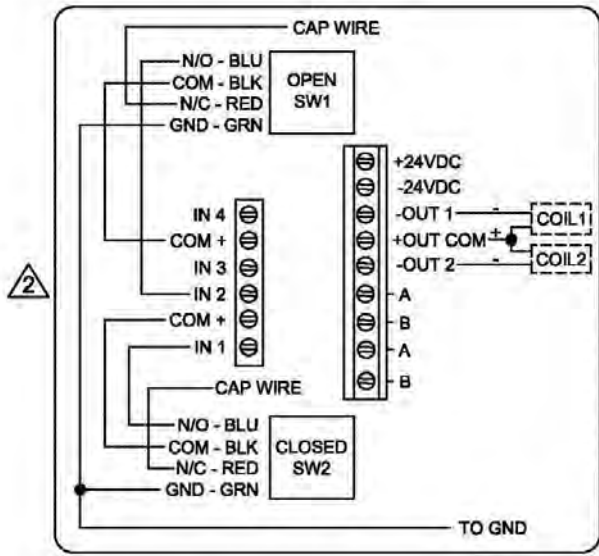 CAP WIRE
N/O - BLU
COM - BLK
N/C - RED
GND - GRN
OPEN
SW1
+24VDC
-24VDC
-OUT 1
+OUT COM
-OUT 2
A
B
A
B
-
+
-
COIL1
COIL2
IN 4
COM +
IN 3
IN 2
COM +
IN 1
2
CAP WIRE
N/O - BLU
COM - BLK
N/C - RED
GND - GRN
CLOSED
SW2
TO GND